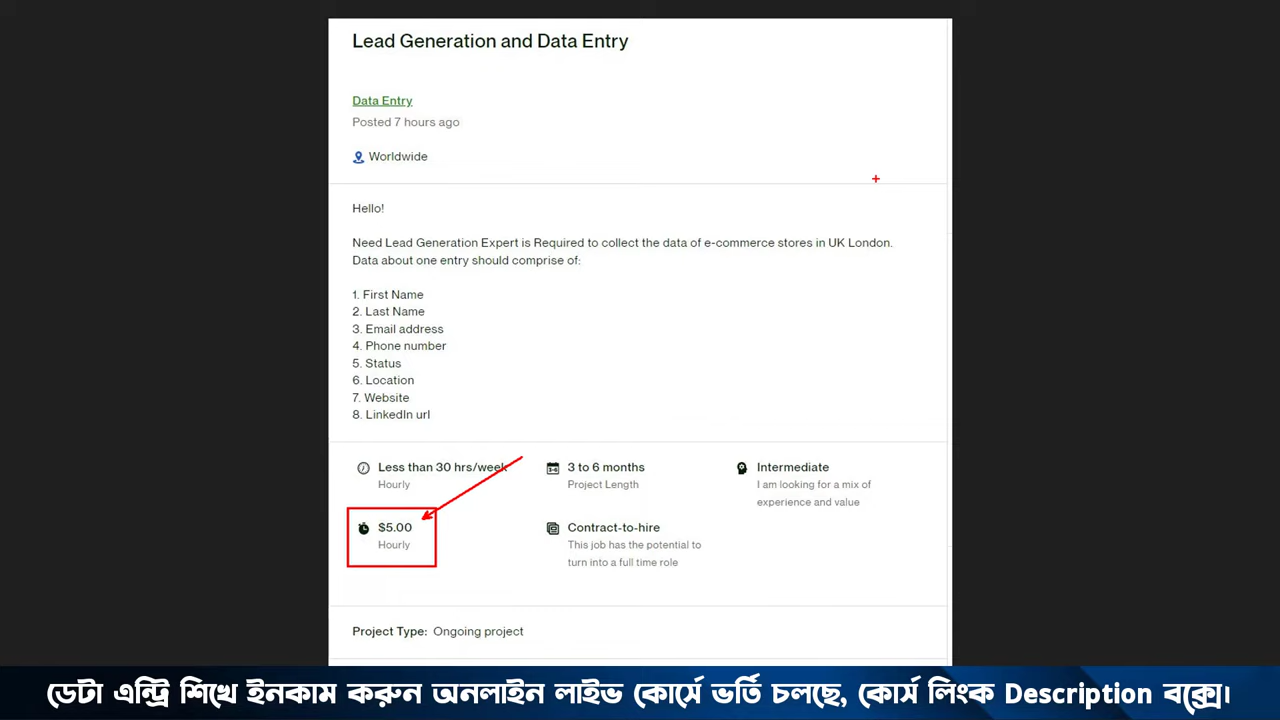 Lead Generation and Data Entry
Data Entry
Posted 7 hours ago
Worldwide
Hello!
Need Lead Generation Expert is Required to collect the data of e-commerce stores in UK London.
Data about one entry should comprise of:
1. First Name
2. Last Name
3. Email address
4. Phone number
5. Status
6. Location
7. Website
8. LinkedIn url
Less than 30 hrs/week
Hourly
3 to 6 months
Project Length
Intermediate
I am looking for a mix of
experience and value
$5.00
Hourly
Contract-to-hire
This job has the potential to
turn into a full time role
Project Type: Ongoing project
ডেটা এন্ট্রি শিখে ইনকাম করুন অনলাইন লাইভ কোর্সে ভর্তি চলছে, কোর্স লিংক Description বক্সে।